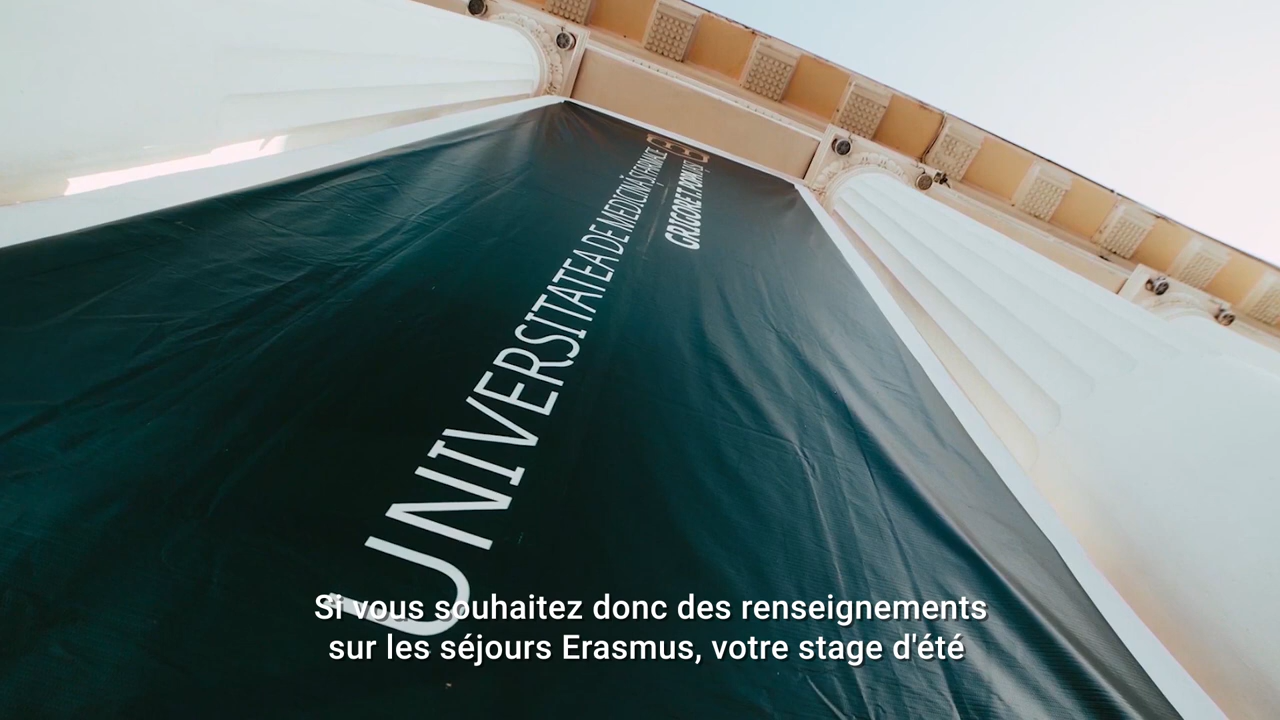 UNIVERSITATEA DE MEDICINĂ ȘI FARMACIE
GRIGORE T. POPA IAȘI
Si vous souhaitez donc des renseignements
sur les séjours Erasmus, votre stage d'été